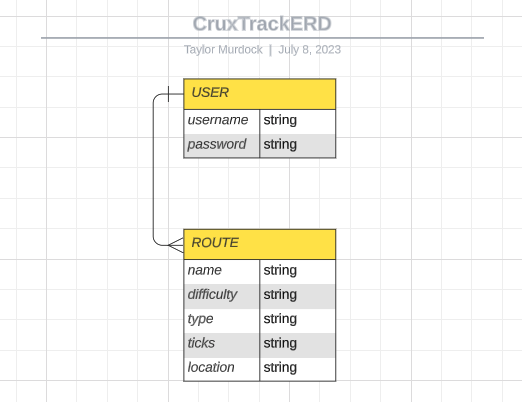 CruxTrackERD
Taylor Murdock | July 8, 2023
USER
username string
password string
ROUTE
name string
difficulty string
type string
ticks string
location string